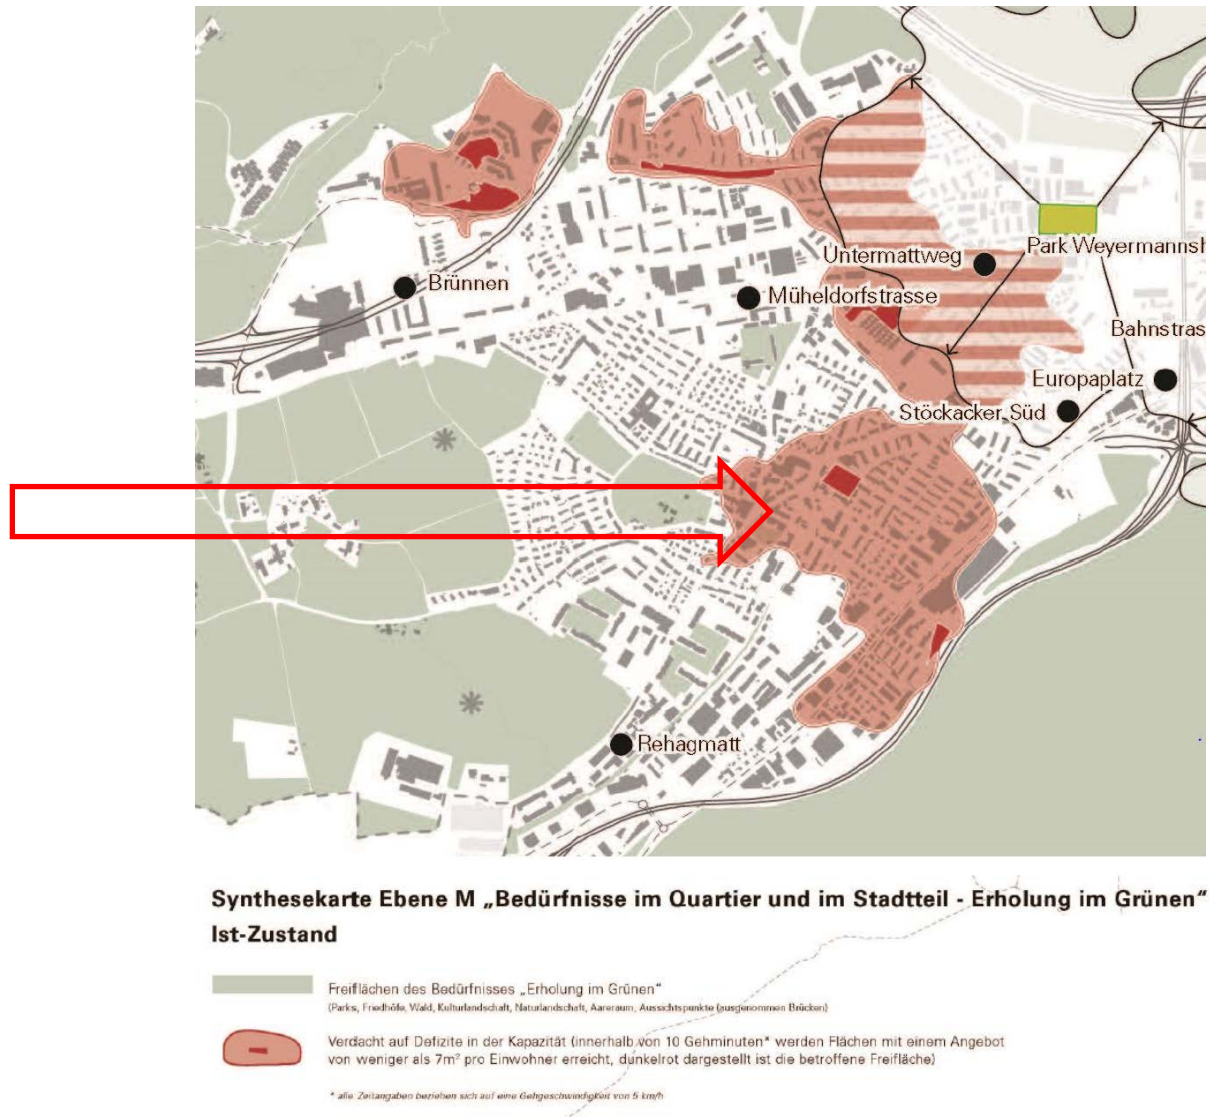 Untermattweg
Park Weyermannsh
Brünnen
Müheldorfstrasse
Bahnstras
Europaplatz
Stöckacker Süd
Rehagmatt
Synthesekarte Ebene M „Bedürfnisse im Quartier und im Stadtteil - Erholung im Grünen“
Ist-Zustand
Freiflächen des Bedürfnisses „Erholung im Grünen“
(Parks, Friedhöfe, Wald, Kulturlandschaft, Naturlandschaft, Aareraum, Aussichtspunkte (ausgenommen Brücken)
Verdacht auf Defizite in der Kapazität (innerhalb von 10 Gehminuten* werden Flächen mit einem Angebot
von weniger als 7m² pro Einwohner erreicht, dunkelrot dargestellt ist die betroffene Freifläche)
* alle Zeitangaben beziehen sich auf eine Gehgeschwindigkeit von 5 km/h